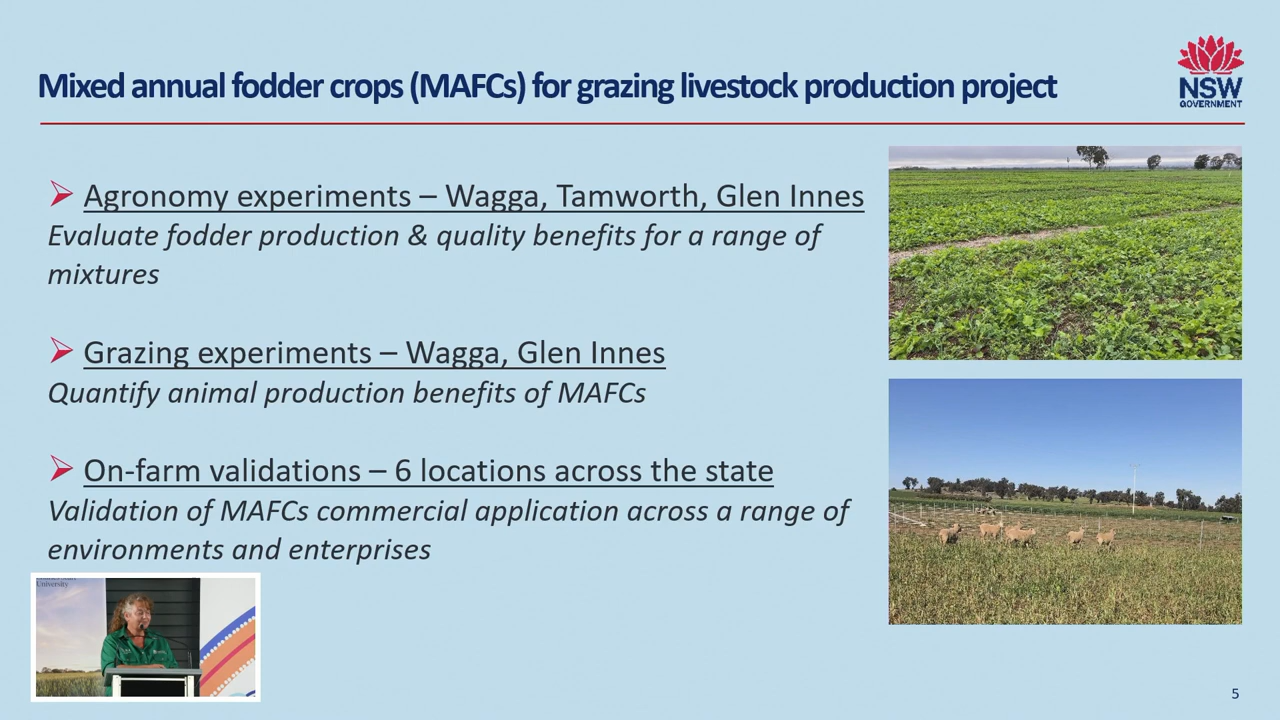 Mixed annual fodder crops (MAFCs) for grazing livestock production project
NSW
GOVERNMENT
Agronomy experiments – Wagga, Tamworth, Glen Innes
Evaluate fodder production & quality benefits for a range of
mixtures
Grazing experiments – Wagga, Glen Innes
Quantify animal production benefits of MAFCs
On-farm validations – 6 locations across the state
Validation of MAFCs commercial application across a range of
environments and enterprises
University
5